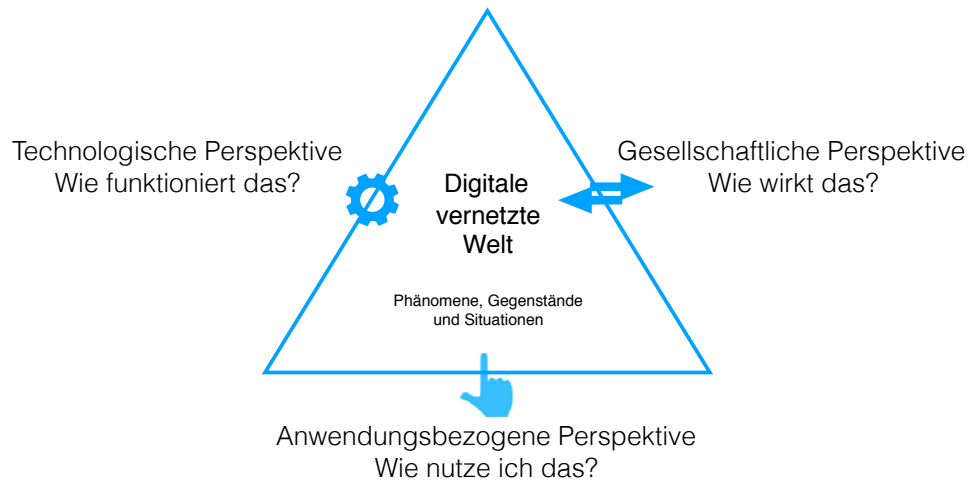 Technologische Perspektive
Wie funktioniert das?
Gesellschaftliche Perspektive
Wie wirkt das?
Digitale
vernetzte
Welt
Phänomene, Gegenstände
und Situationen
Anwendungsbezogene Perspektive
Wie nutze ich das?